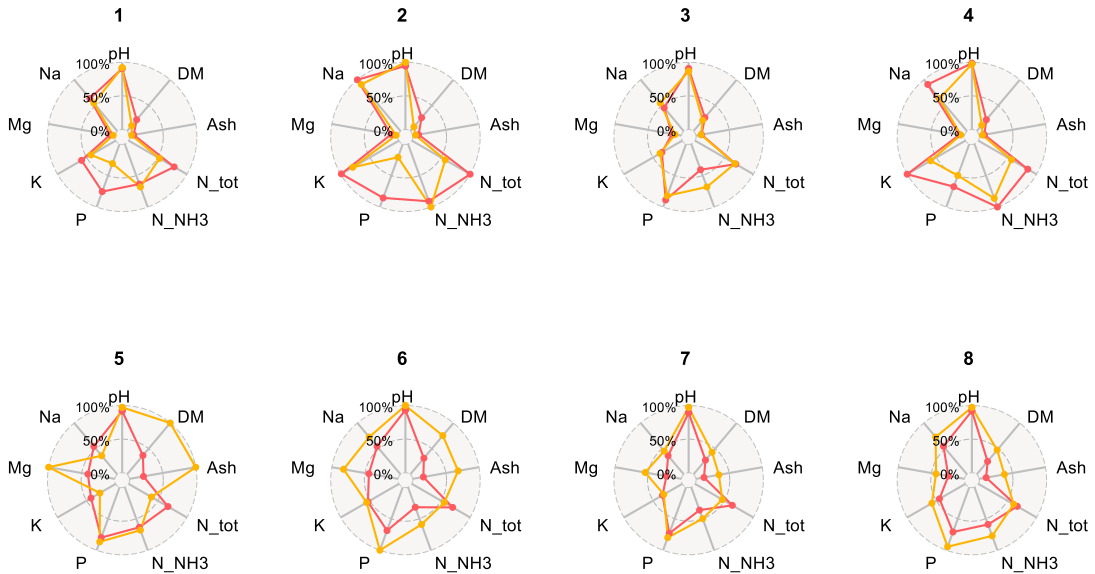 1 2 3 4
pH pH pH pH
100% 100% 100% 100%
Na DM Na DM Na DM Na DM
50% 50% 50% 50%
Mg Ash Mg Ash Mg Ash Mg Ash
0% 0% 0% 0%
K N_tot K N_tot K N_tot K N_tot
P N_NH3 P N_NH3 P N_NH3 P N_NH3
5 6 7 8
pH pH pH pH
100% 100% 100% 100%
Na DM Na DM Na DM Na DM
50% 50% 50% 50%
Mg Ash Mg Ash Mg Ash Mg Ash
0% 0% 0% 0%
K N_tot K N_tot K N_tot K N_tot
P N_NH3 P N_NH3 P N_NH3 P N_NH3